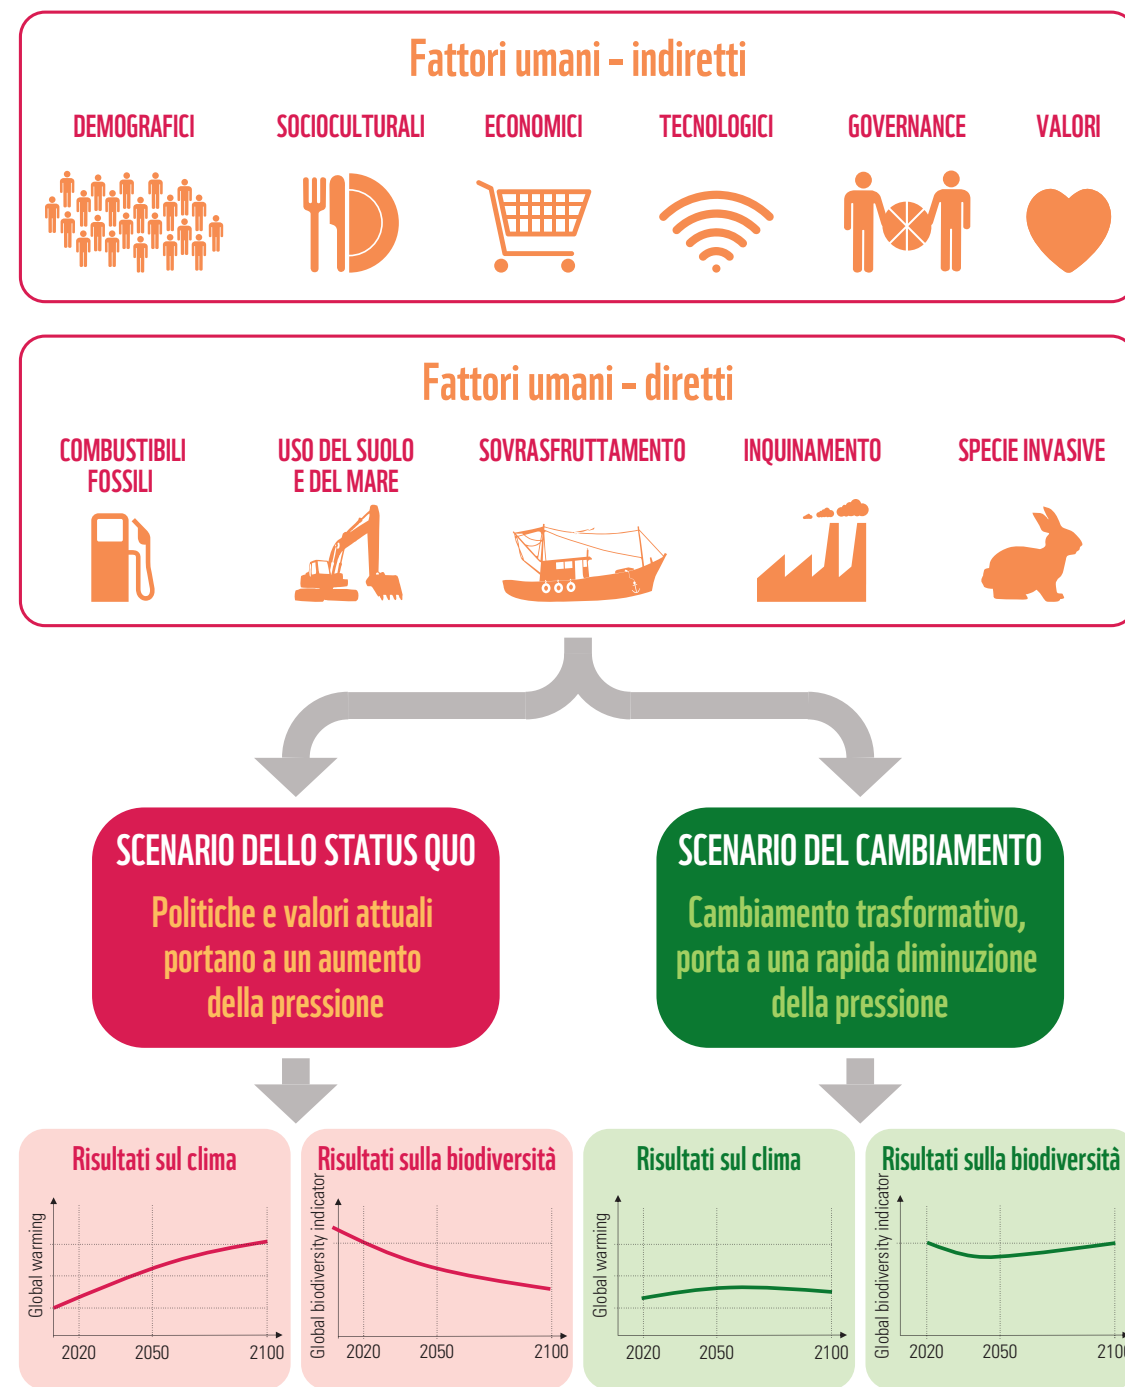 Fattori umani – indiretti
DEMOGRAFICI
SOCIOCULTURALI
ECONOMICI
TECNOLOGICI
GOVERNANCE
VALORI
Fattori umani – diretti
COMBUSTIBILI
FOSSILI
USO DEL SUOLO
E DEL MARE
SOVRASFRUTTAMENTO
INQUINAMENTO
SPECIE INVASIVE
SCENARIO DELLO STATUS QUO
Politiche e valori attuali
portano a un aumento
della pressione
SCENARIO DEL CAMBIAMENTO
Cambiamento trasformativo,
porta a una rapida diminuzione
della pressione
Risultati sul clima
Global warming
2020 2050 2100
Risultati sulla biodiversità
Global biodiversity indicator
2020 2050 2100
Risultati sul clima
Global warming
2020 2050 2100
Risultati sulla biodiversità
Global biodiversity indicator
2020 2050 2100